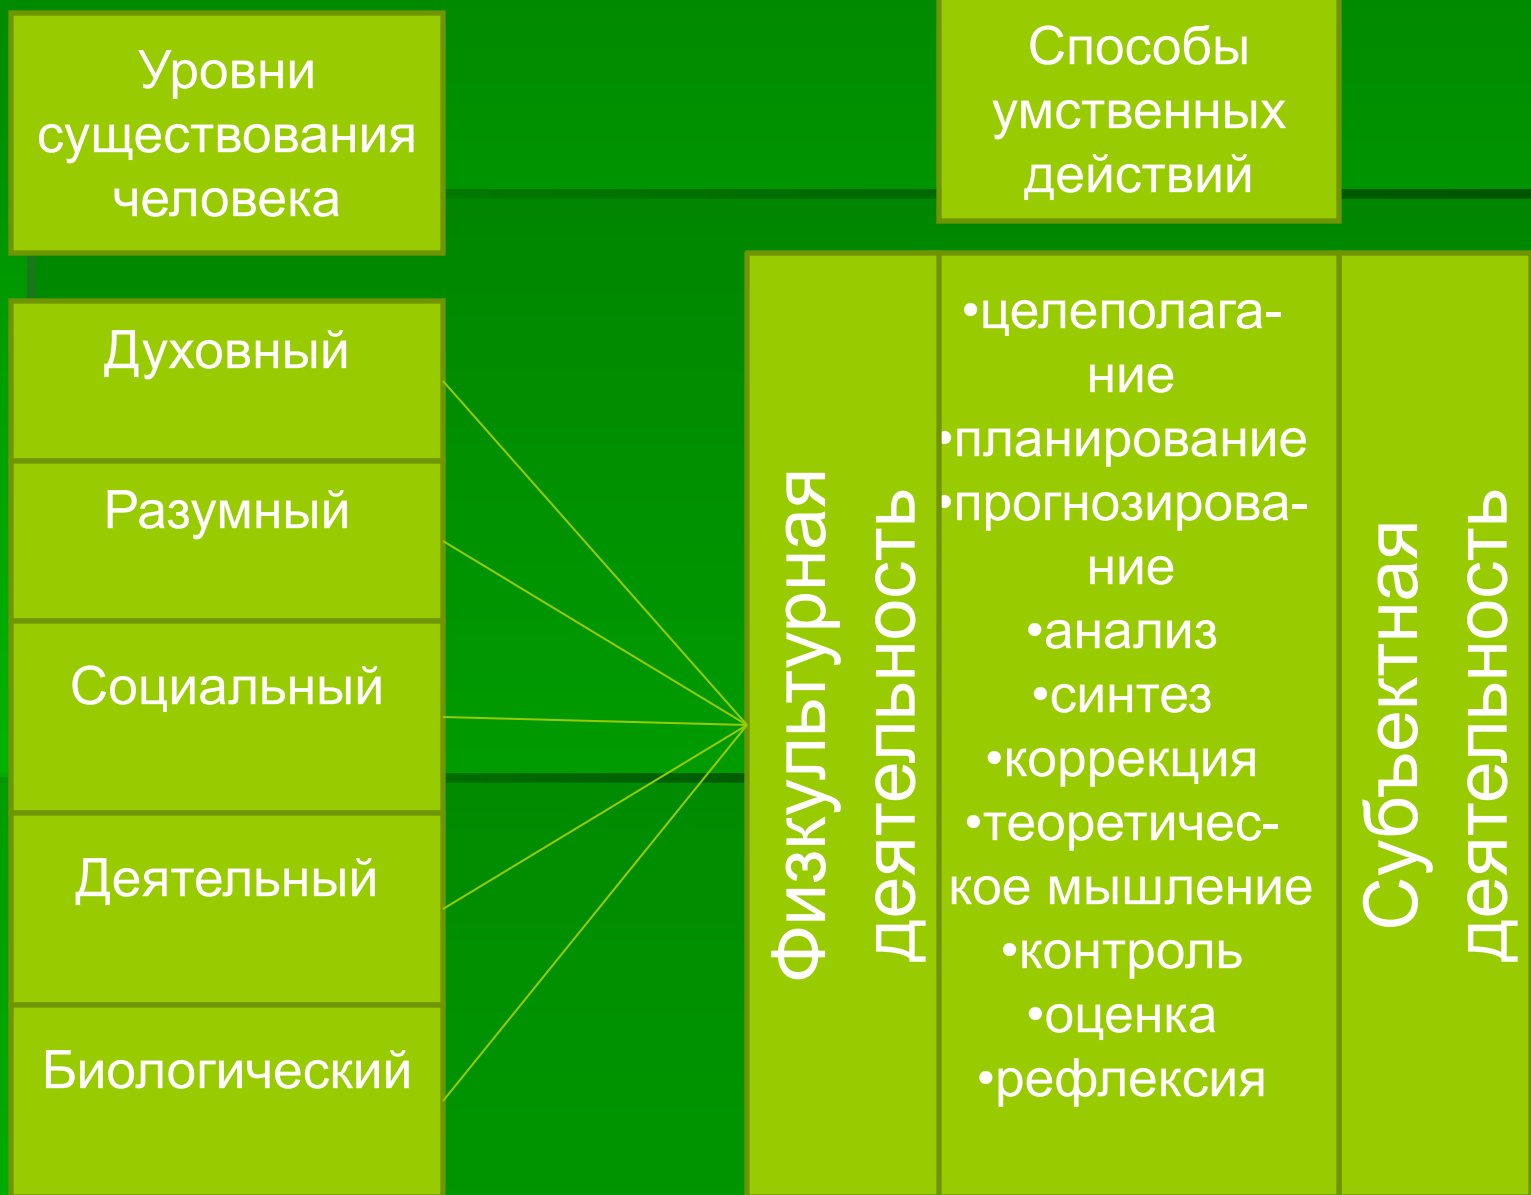 Уровни
существования
человека
Духовный
Разумный
Социальный
Деятельный
Биологический
Способы
умственных
действий
Физкультурная
деятельность
•целеполага-
ние
•планирование
•прогнозирова-
ние
•анализ
•синтез
•коррекция
•теоретичес-
кое мышление
•контроль
•оценка
•рефлексия
Субъектная
деятельность